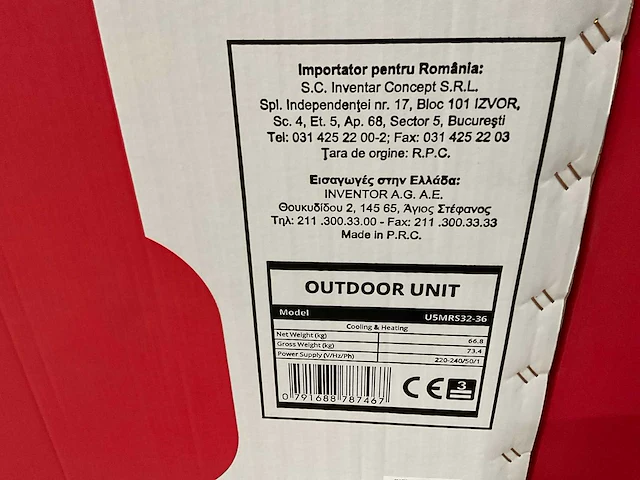 Importator pentru România:
S.C. Inventar Concept S.R.L.
Spl. Independenţei nr. 17, Bloc 101 IZVOR,
Sc. 4, Et. 5, Ap. 68, Sector 5, Bucureşti
Tel: 031 425 22 00-2; Fax: 031 425 22 03
Ţara de orgine: R.P.C.
Εισαγωγές στην Ελλάδα:
INVENTOR A.G. A.E.
Θουκυδίδου 2, 145 65, Άγιος Στέφανος
Τηλ: 211 .300.33.00 - Fax: 211 .300.33.33
Made in P.R.C.
OUTDOOR UNIT
Model U5MRS32-36
Cooling & Heating
Net Weight (kg) 66.8
Gross Weight (kg) 73.4
Power Supply (V/Hz/Ph) 220-240/50/1
CE 3
0 791688 787467